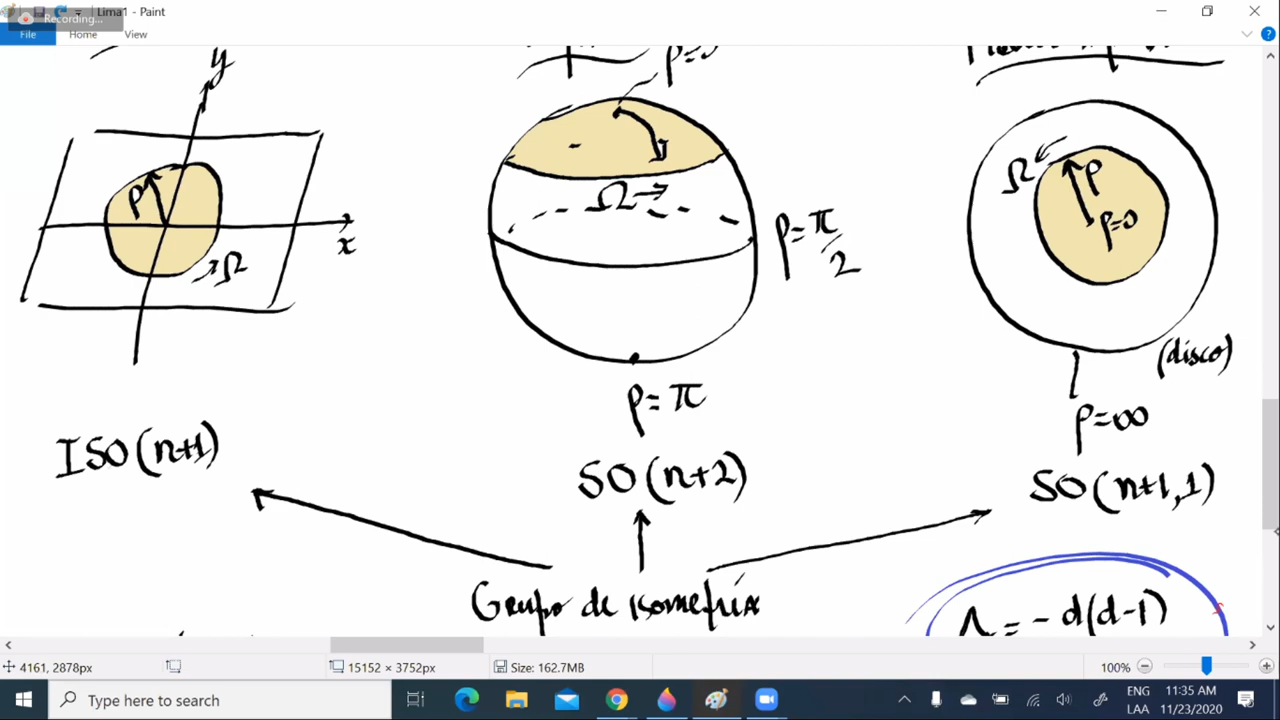 Recording...
Lima1 - Paint
File Home View
y
ρ=0
ρ
x
Ω
Ω
ρ=π/2
ρ=π
Ω
ρ
ρ=0
(disco)
ρ=∞
ISO(n+1)
SO(n+2)
SO(n+1,1)
Grupo de isometría
Λ = - d(d-1)
4161, 2878px
15152 × 3752px
Size: 162.7MB
100%
Type here to search
ENG
LAA
11:35 AM
11/23/2020